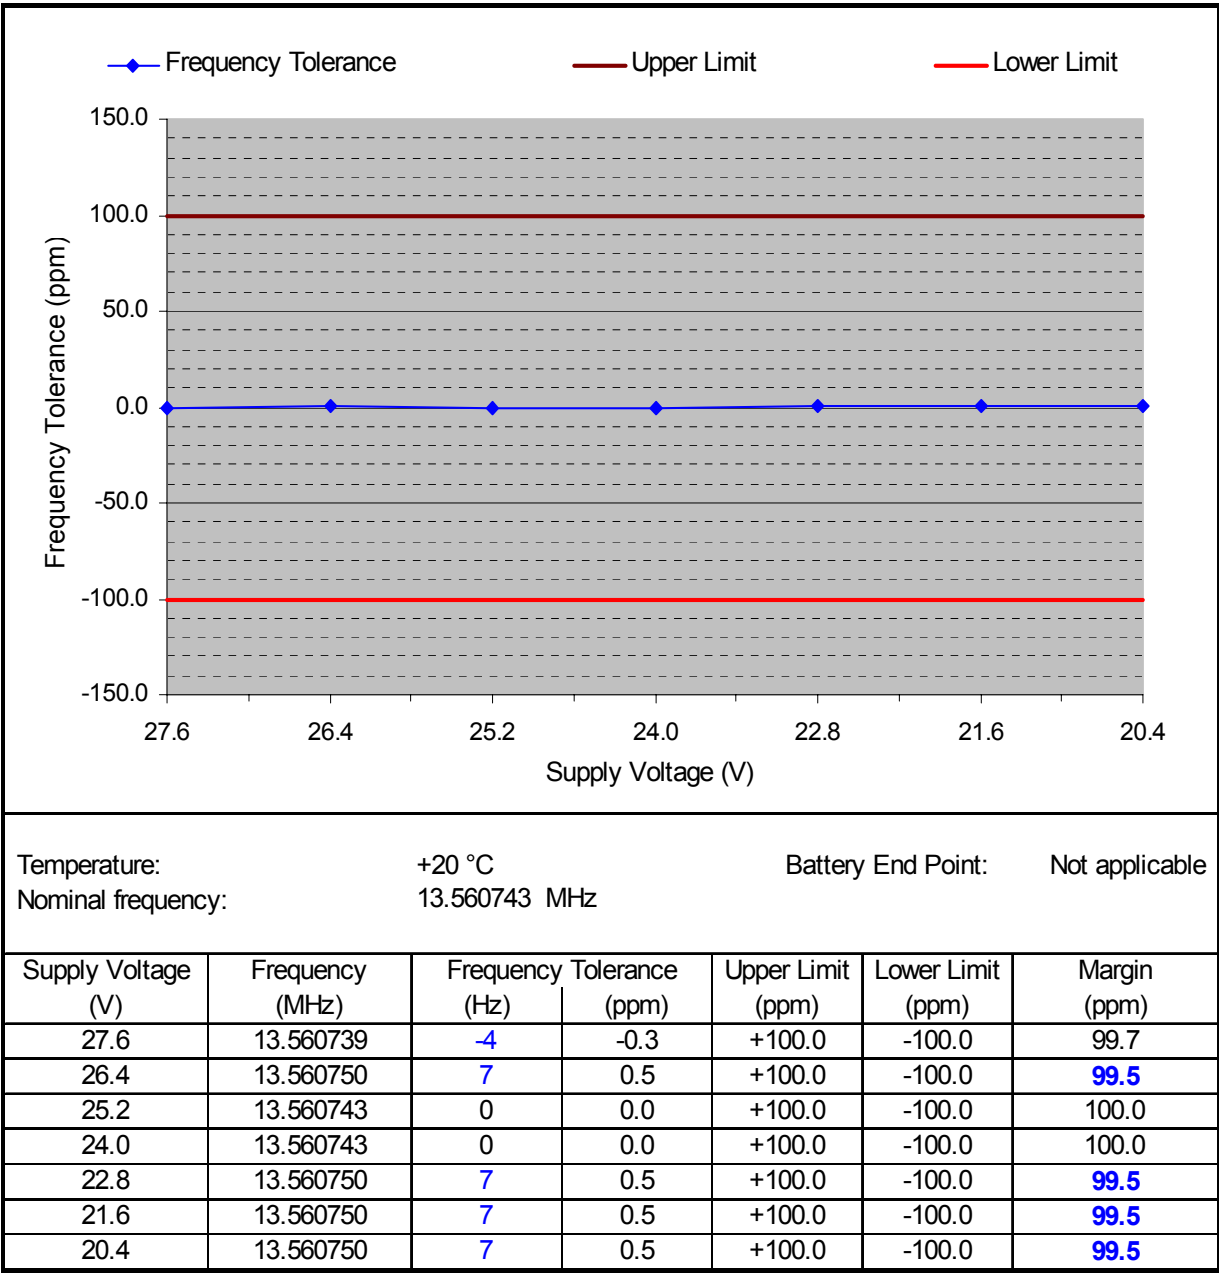 Frequency Tolerance Upper Limit Lower Limit
150.0
100.0
50.0
0.0
-50.0
-100.0
-150.0
Frequency Tolerance (ppm)
27.6 26.4 25.2 24.0 22.8 21.6 20.4
Supply Voltage (V)
Temperature: +20 °C Battery End Point: Not applicable
Nominal frequency: 13.560743 MHz
Supply Voltage Frequency Frequency Tolerance Upper Limit Lower Limit Margin
(V) (MHz) (Hz) (ppm) (ppm) (ppm) (ppm)
27.6 13.560739 -4 -0.3 +100.0 -100.0 99.7
26.4 13.560750 7 0.5 +100.0 -100.0 99.5
25.2 13.560743 0 0.0 +100.0 -100.0 100.0
24.0 13.560743 0 0.0 +100.0 -100.0 100.0
22.8 13.560750 7 0.5 +100.0 -100.0 99.5
21.6 13.560750 7 0.5 +100.0 -100.0 99.5
20.4 13.560750 7 0.5 +100.0 -100.0 99.5